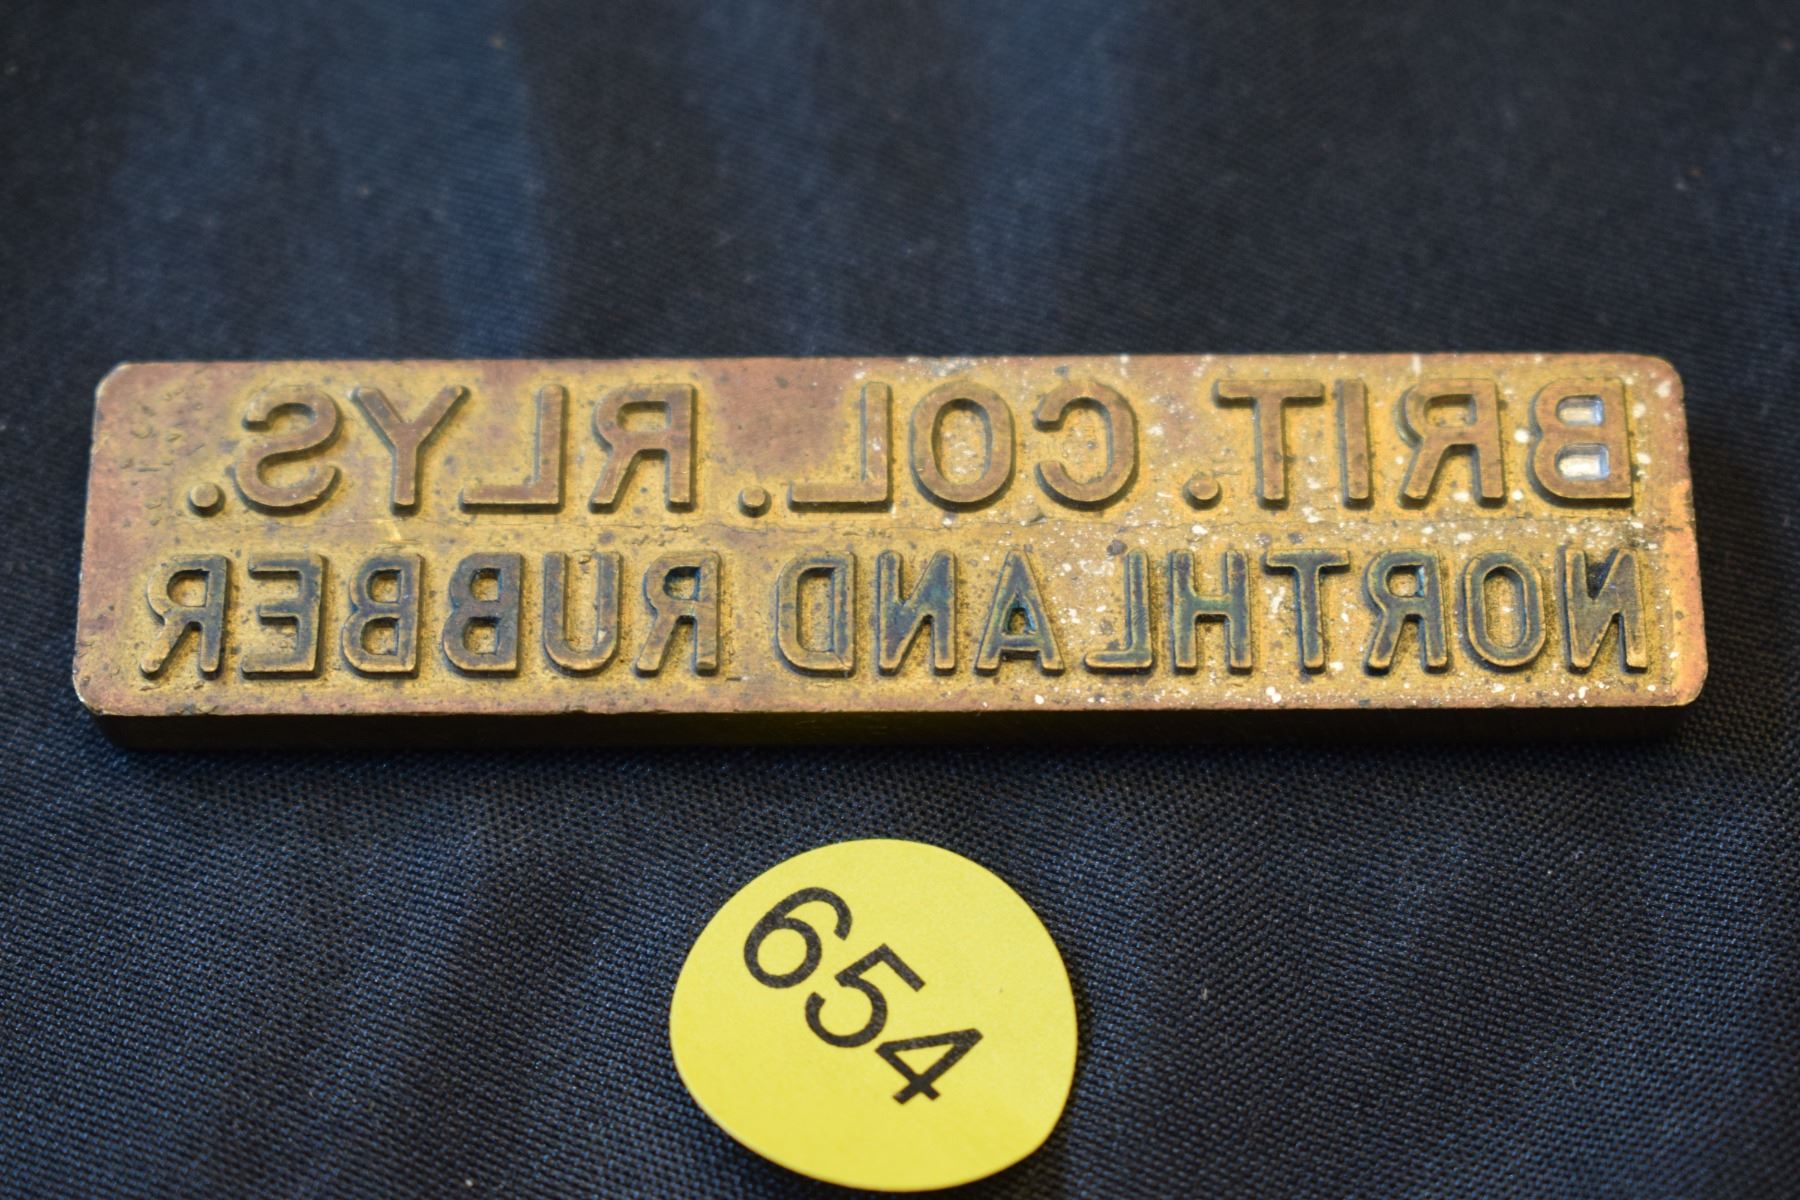 BRIT. COL. RLYS.
NORTHLAND RUBBER
654